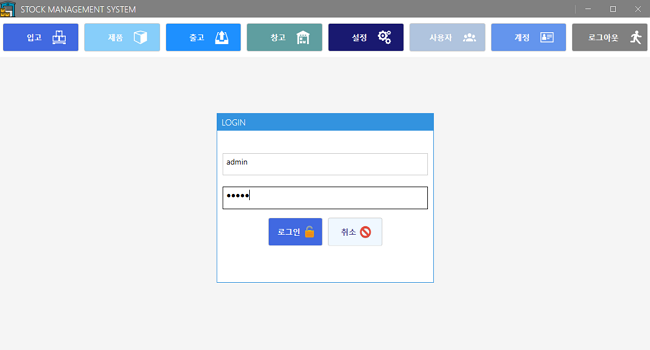 STOCK MANAGEMENT SYSTEM
입고 제품 출고 창고 설정 사용자 계정 로그아웃
LOGIN
admin
•••••
로그인 취소